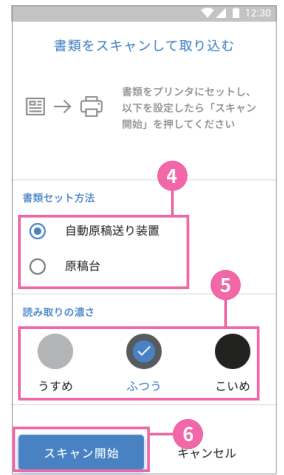 12:30
書類をスキャンして取り込む
書類をプリンタにセットし、
以下を設定したら「スキャン
開始」を押してください
4
書類セット方法
自動原稿送り装置
原稿台
5
読み取りの濃さ
うすめ
ふつう
こいめ
6
スキャン開始
キャンセル